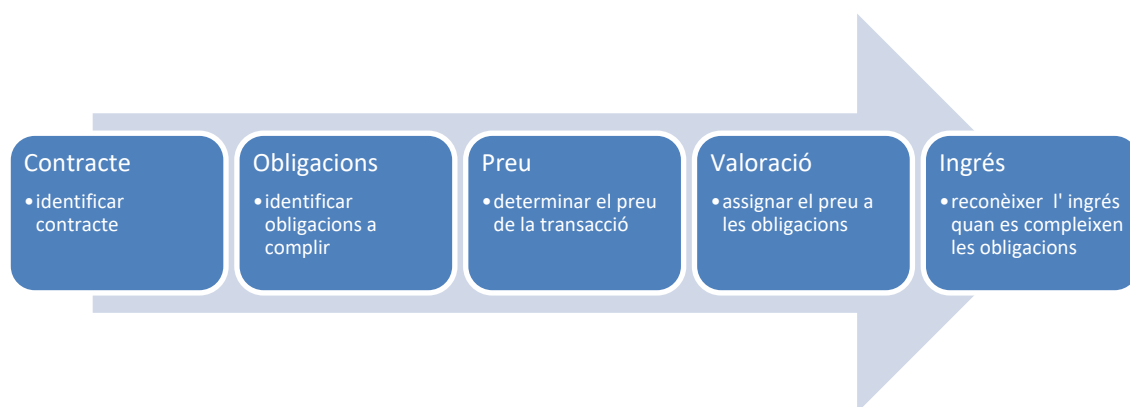 Contracte
•identificar
contracte
Obligacions
•identificar
obligacions a
complir
Preu
•determinar el preu
de la transacció
Valoració
•assignar el preu a
les obligacions
Ingrés
•reconèixer l' ingrés
quan es compleixen
les obligacions